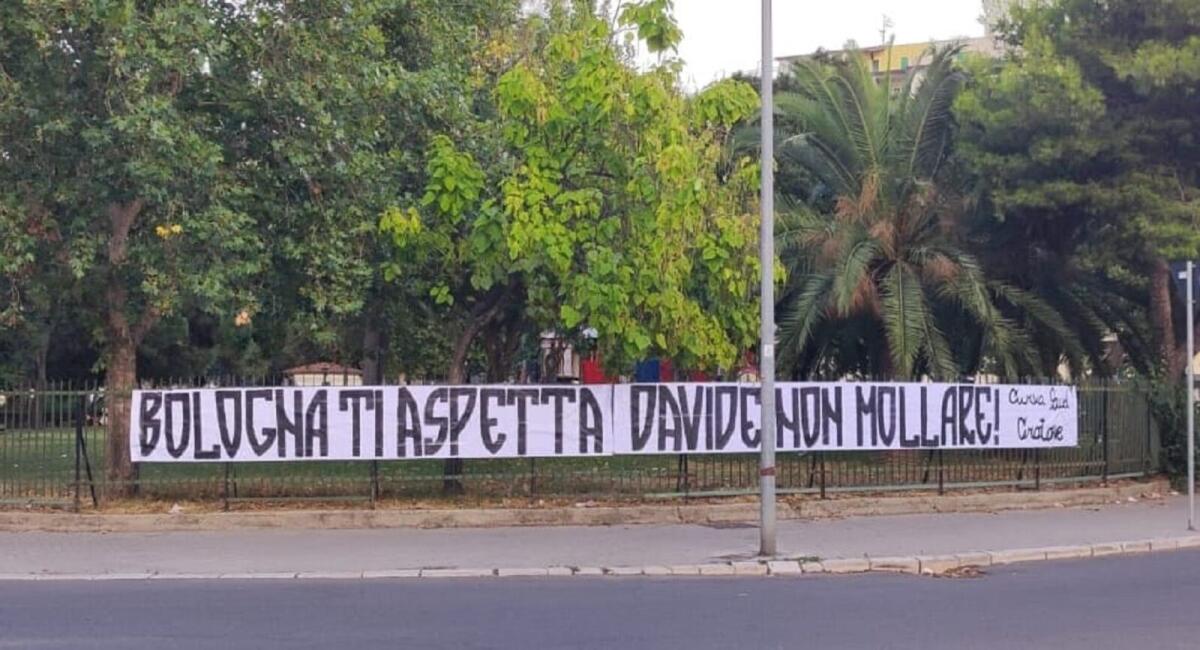 BOLOGNA TI ASPETTA DAVIDE NON MOLLARE!
Curva Sud
Crotone